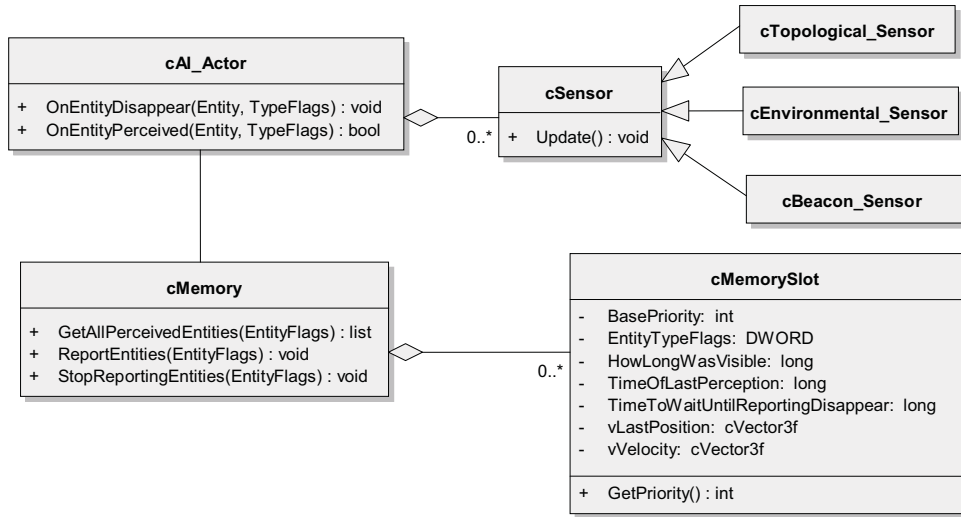 cAI_Actor
+ OnEntityDisappear(Entity, TypeFlags) : void
+ OnEntityPerceived(Entity, TypeFlags) : bool
0..*
cSensor
+ Update() : void
cTopological_Sensor
cEnvironmental_Sensor
cBeacon_Sensor
cMemory
+ GetAllPerceivedEntities(EntityFlags) : list
+ ReportEntities(EntityFlags) : void
+ StopReportingEntities(EntityFlags) : void
0..*
cMemorySlot
- BasePriority: int
- EntityTypeFlags: DWORD
- HowLongWasVisible: long
- TimeOfLastPerception: long
- TimeToWaitUntilReportingDisappear: long
- vLastPosition: cVector3f
- vVelocity: cVector3f
+ GetPriority() : int